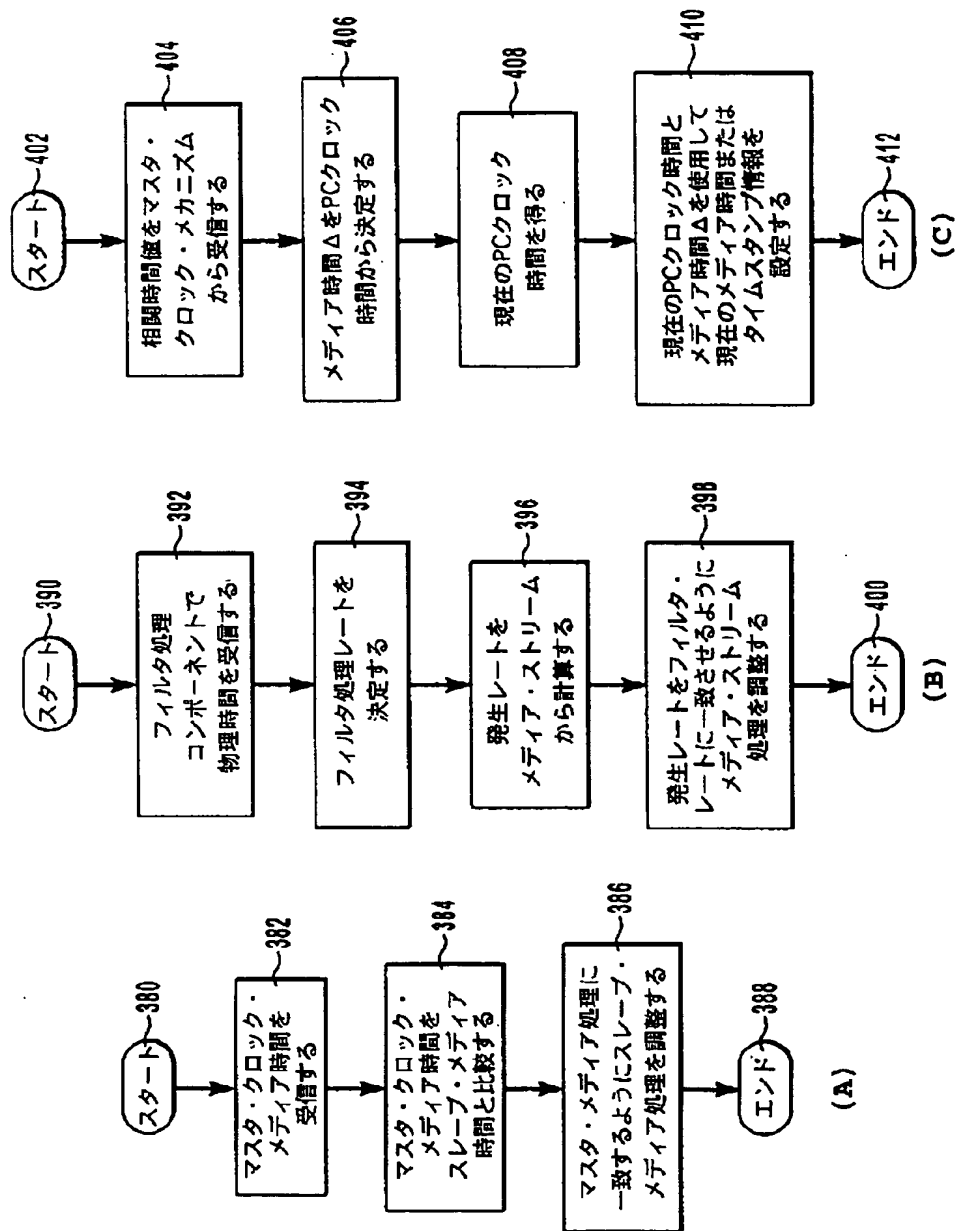 スタート
380
マスタ・クロック・
メディア時間を
受信する
382
マスタ・クロック・
メディア時間を
スレーブ・メディア
時間と比較する
384
マスタ・メディア処理に
一致するようにスレーブ・
メディア処理を調整する
386
エンド
388
(A)
スタート
390
フィルタ処理
コンポーネントで
物理時間を受信する
392
フィルタ処理レートを
決定する
394
発生レートを
メディア・ストリーム
から計算する
396
発生レートをフィルタ・
レートに一致させるように
メディア・ストリーム
処理を調整する
398
エンド
400
(B)
スタート
402
相関時間値をマスタ・
クロック・メカニズム
から受信する
404
メディア時間ΔをPCクロック
時間から決定する
406
現在のPCクロック
時間を得る
408
現在のPCクロック時間と
メディア時間Δを使用して
現在のメディア時間または
タイムスタンプ情報を
設定する
410
エンド
412
(C)